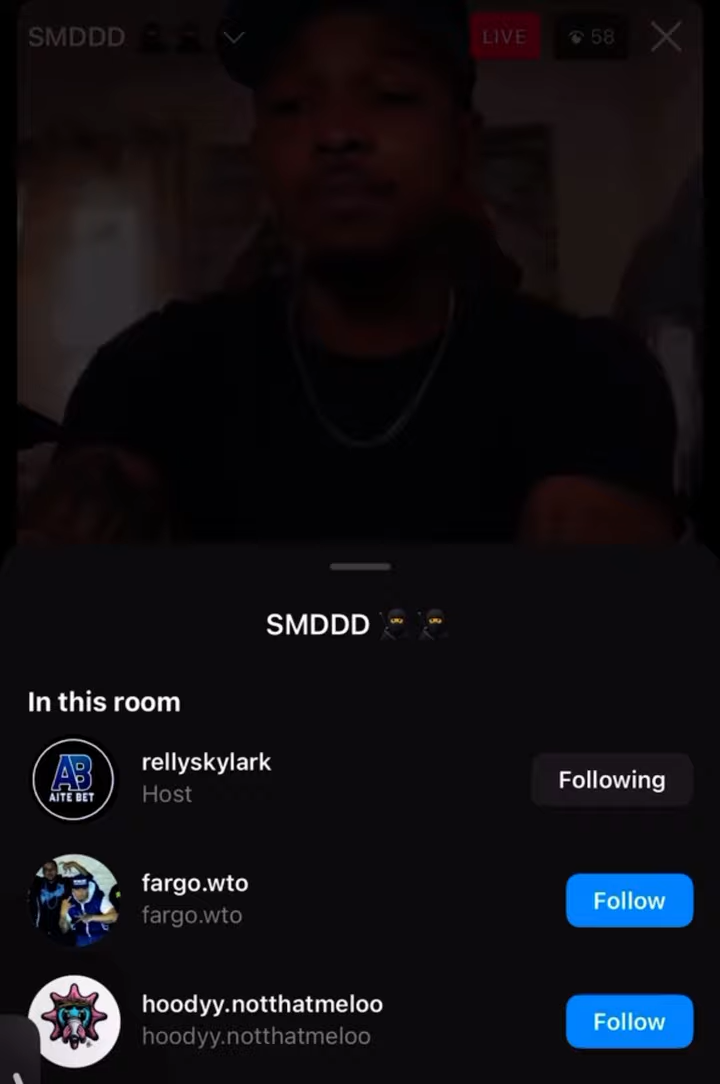 SMDDD 🥷🥷
LIVE
58
SMDDD 🥷🥷
In this room
AB
AITE BET
rellyskylark
Host
Following
fargo.wto
fargo.wto
Follow
hoodyy.notthatmeloo
hoodyy.notthatmeloo
Follow